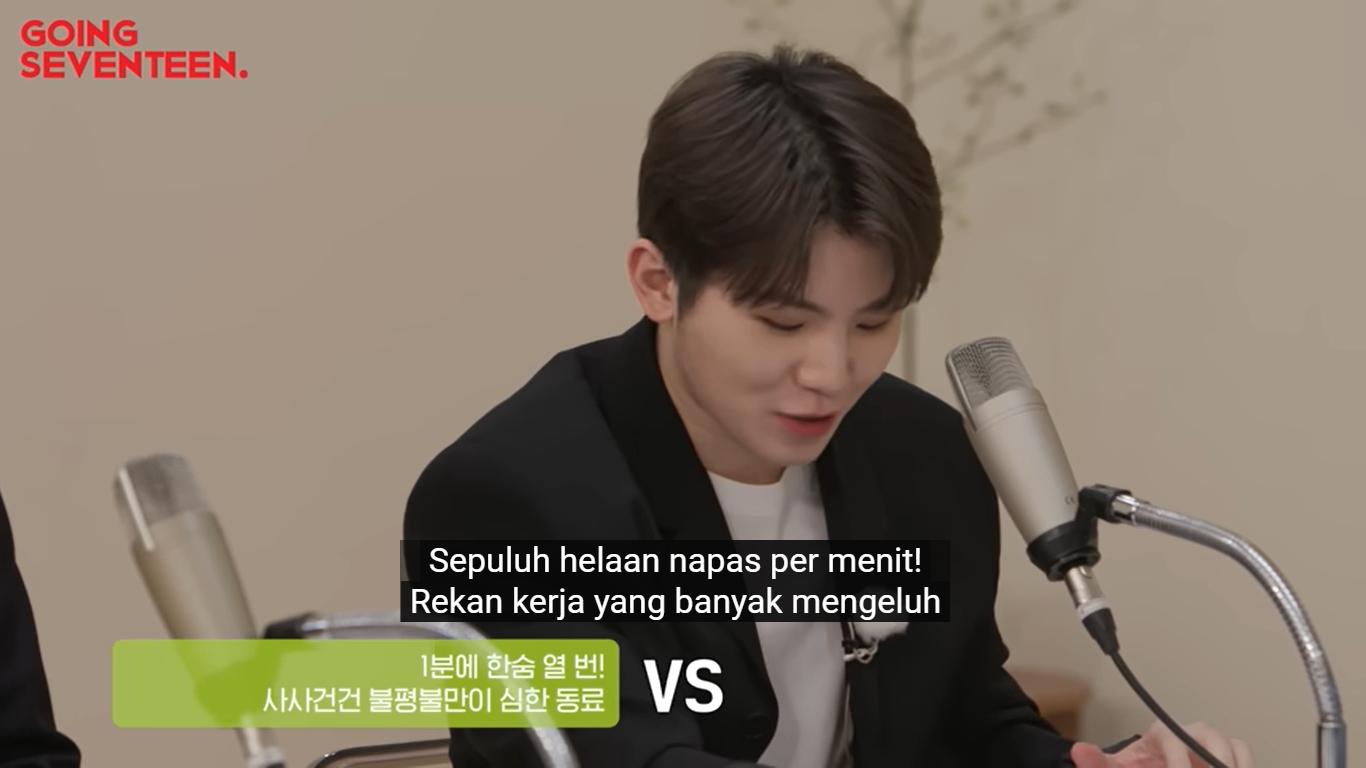 GOING
SEVENTEEN.
Sepuluh helaan napas per menit!
Rekan kerja yang banyak mengeluh
1분에 한숨 열 번!
사사건건 불평불만이 심한 동료
VS